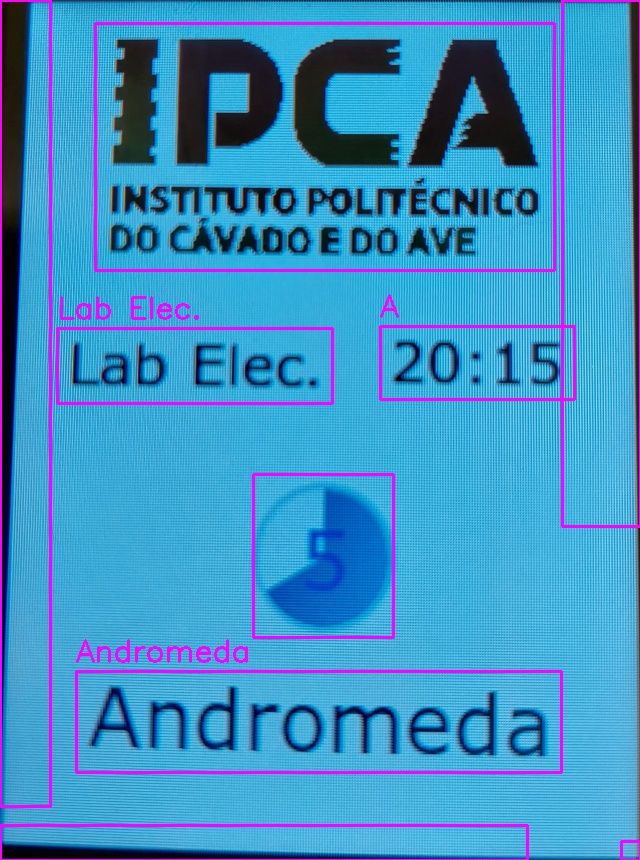 IPCA
INSTITUTO POLITÉCNICO
DO CÁVADO E DO AVE
Lab Elec. A
Lab Elec. 20:15
5
Andromeda
Andromeda